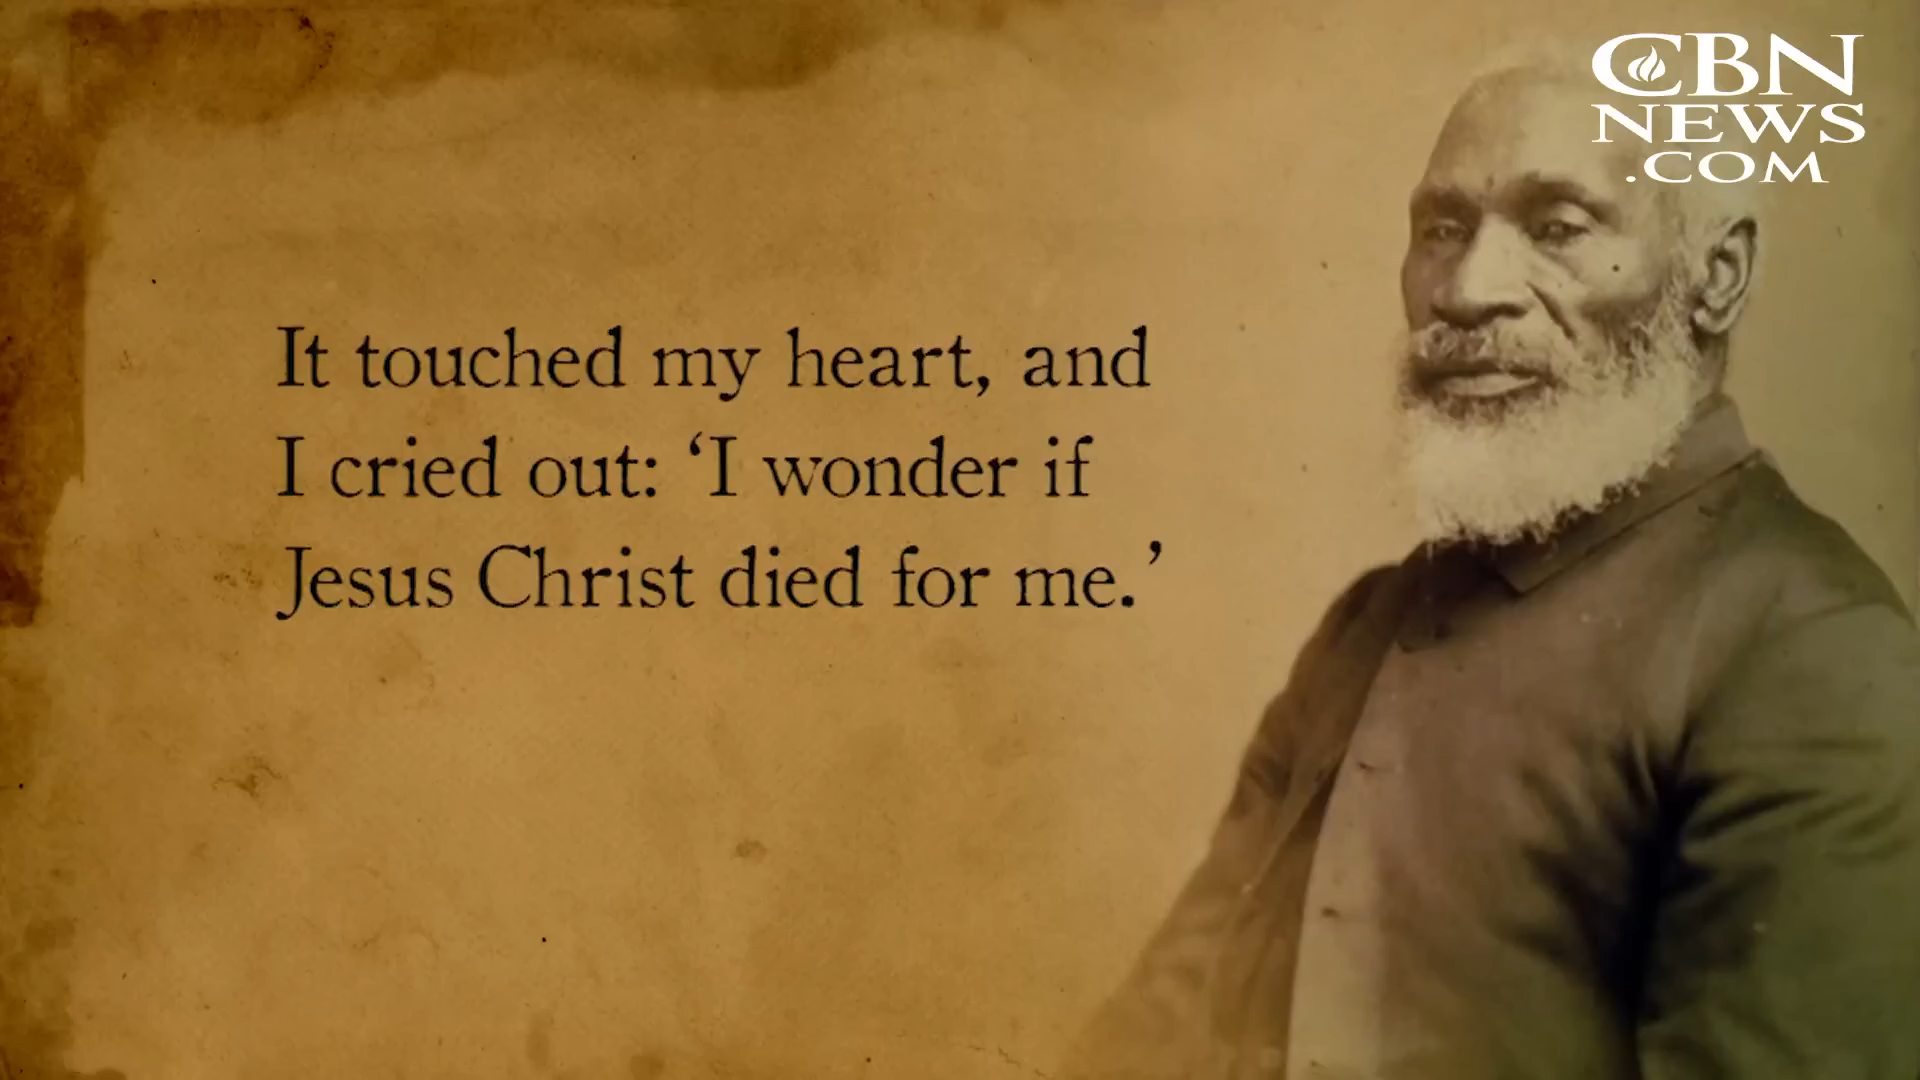 CBN
NEWS
.COM
It touched my heart, and
I cried out: ‘I wonder if
Jesus Christ died for me.’